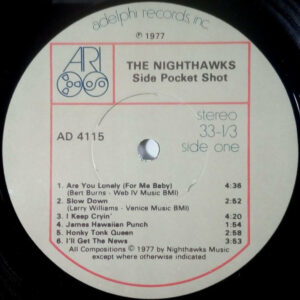 adelphi records, inc.
℗ 1977
ARI
THE NIGHTHAWKS
Side Pocket Shot
stereo
33-1/3
side one
AD 4115
1. Are You Lonely (For Me Baby) 4:36
(Bert Burns - Web IV Music BMI)
2. Slow Down 2:52
(Larry Williams - Venice Music BMI)
3. I Keep Cryin' 4:20
4. James Hawaiian Punch 1:54
5. Honky Tonk Queen 2:58
6. I'll Get The News 3:53
All Compositions © 1977 by Nighthawks Music
except where otherwise indicated